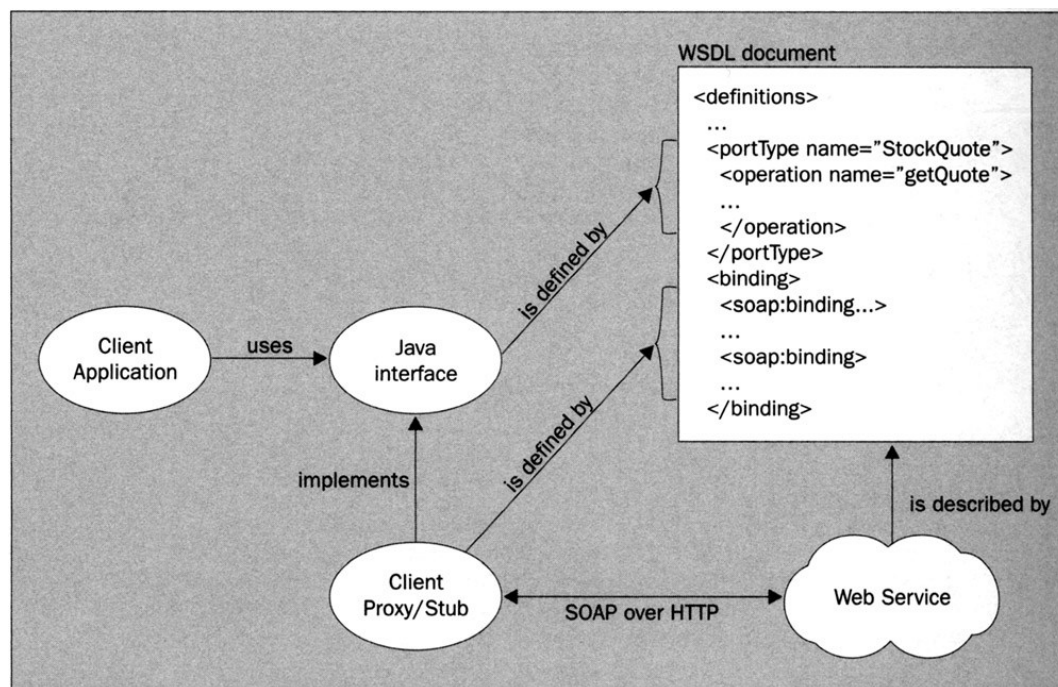 WSDL document
<definitions>
...
<portType name=”StockQuote”>
<operation name=”getQuote”>
...
</operation>
</portType>
<binding>
<soap:binding...>
...
<soap:binding>
...
</binding>
is defined by
Client
Application
uses
Java
interface
is defined by
implements
is described by
Client
Proxy/Stub
SOAP over HTTP
Web Service